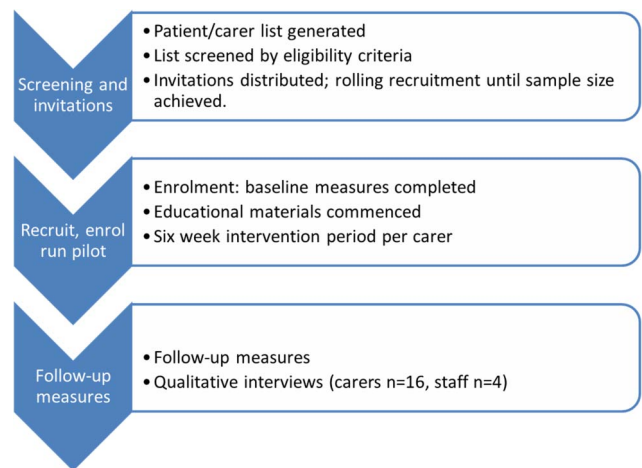 Screening and
invitations
• Patient/carer list generated
• List screened by eligibility criteria
• Invitations distributed; rolling recruitment until sample size
achieved.
Recruit, enrol
run pilot
• Enrolment: baseline measures completed
• Educational materials commenced
• Six week intervention period per carer
Follow-up
measures
• Follow-up measures
• Qualitative interviews (carers n=16, staff n=4)